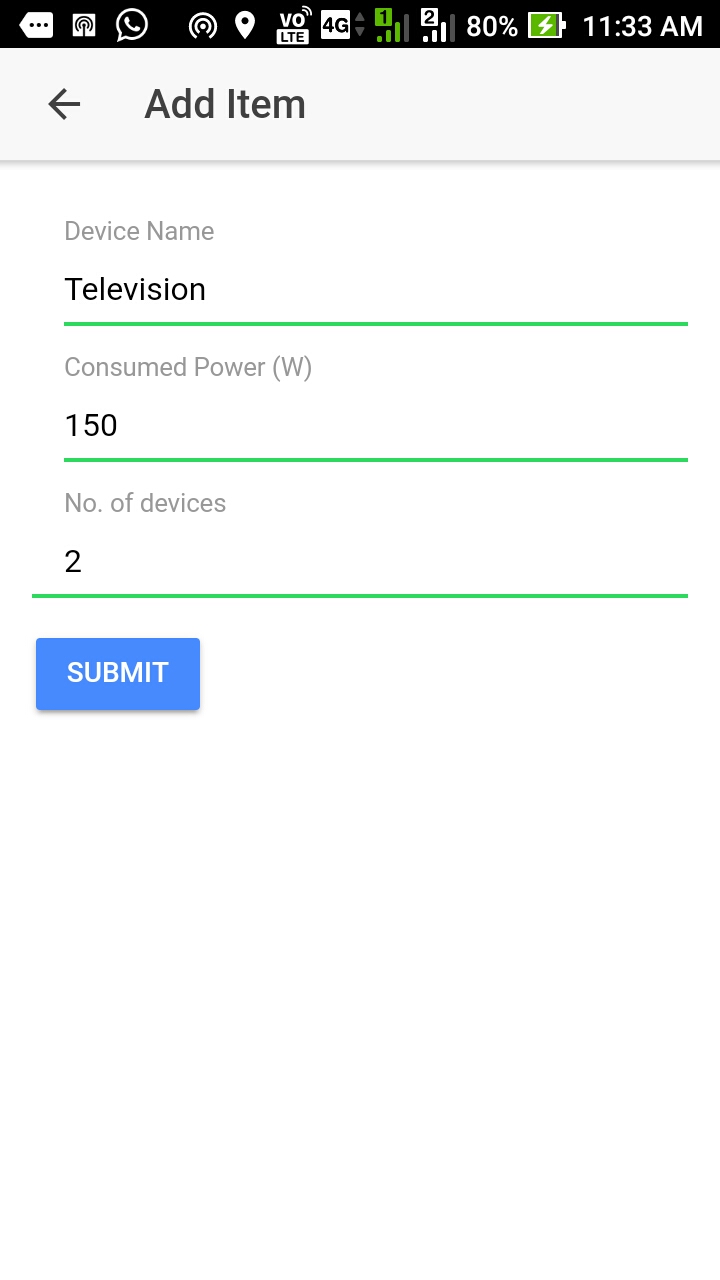 VO LTE 4G 1 2 80% 11:33 AM
Add Item
Device Name
Television
Consumed Power (W)
150
No. of devices
2
SUBMIT